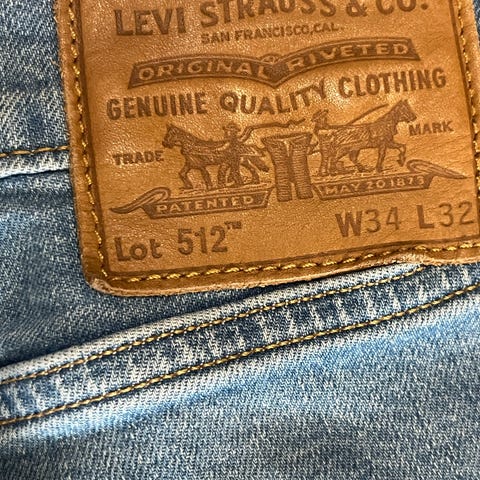 LEVI STRAUSS & CO.
SAN FRANCISCO, CAL.
ORIGINAL RIVETED
GENUINE QUALITY CLOTHING
TRADE MARK
PATENTED MAY 20 1873
Lot 512™ W34 L32